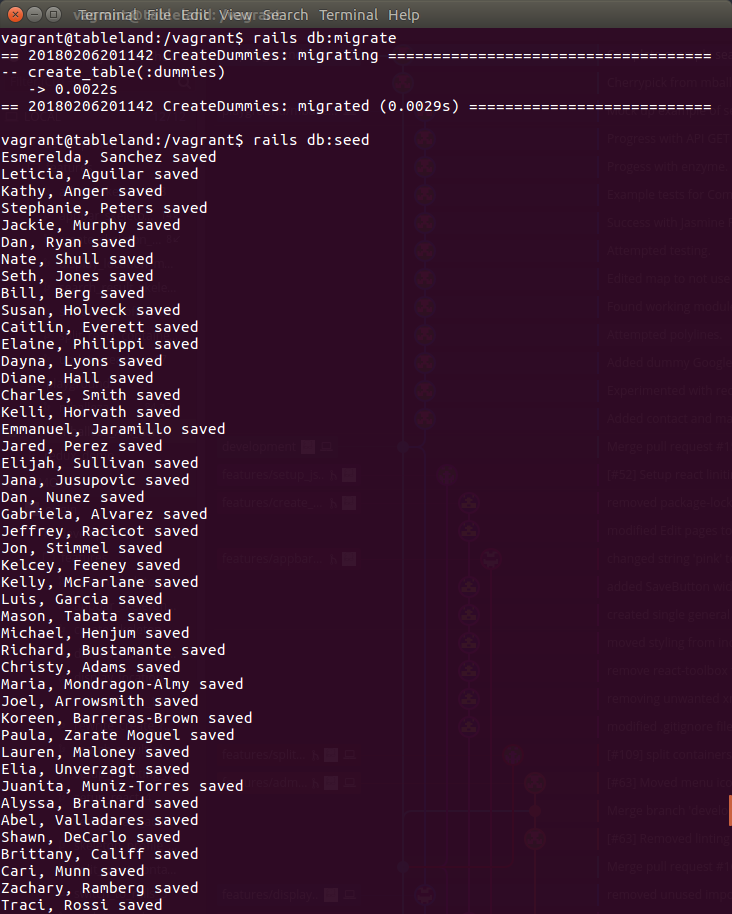 Terminal File Edit View Search Terminal Help
vagrant@tableland:/vagrant$ rails db:migrate
== 20180206201142 CreateDummies: migrating ====================================
-- create_table(:dummies)
   -> 0.0022s
== 20180206201142 CreateDummies: migrated (0.0029s) ===========================
vagrant@tableland:/vagrant$ rails db:seed
Esmerelda, Sanchez saved
Leticia, Aguilar saved
Kathy, Anger saved
Stephanie, Peters saved
Jackie, Murphy saved
Dan, Ryan saved
Nate, Shull saved
Seth, Jones saved
Bill, Berg saved
Susan, Holveck saved
Caitlin, Everett saved
Elaine, Philippi saved
Dayna, Lyons saved
Diane, Hall saved
Charles, Smith saved
Kelli, Horvath saved
Emmanuel, Jaramillo saved
Jared, Perez saved
Elijah, Sullivan saved
Jana, Jusupovic saved
Dan, Nunez saved
Gabriela, Alvarez saved
Jeffrey, Racicot saved
Jon, Stimmel saved
Kelcey, Feeney saved
Kelly, McFarlane saved
Luis, Garcia saved
Mason, Tabata saved
Michael, Henjum saved
Richard, Bustamante saved
Christy, Adams saved
Maria, Mondragon-Almy saved
Joel, Arrowsmith saved
Koreen, Barreras-Brown saved
Paula, Zarate Moguel saved
Lauren, Maloney saved
Elia, Unverzagt saved
Juanita, Muniz-Torres saved
Alyssa, Brainard saved
Abel, Valladares saved
Shawn, DeCarlo saved
Brittany, Califf saved
Cari, Munn saved
Zachary, Ramberg saved
Traci, Rossi saved